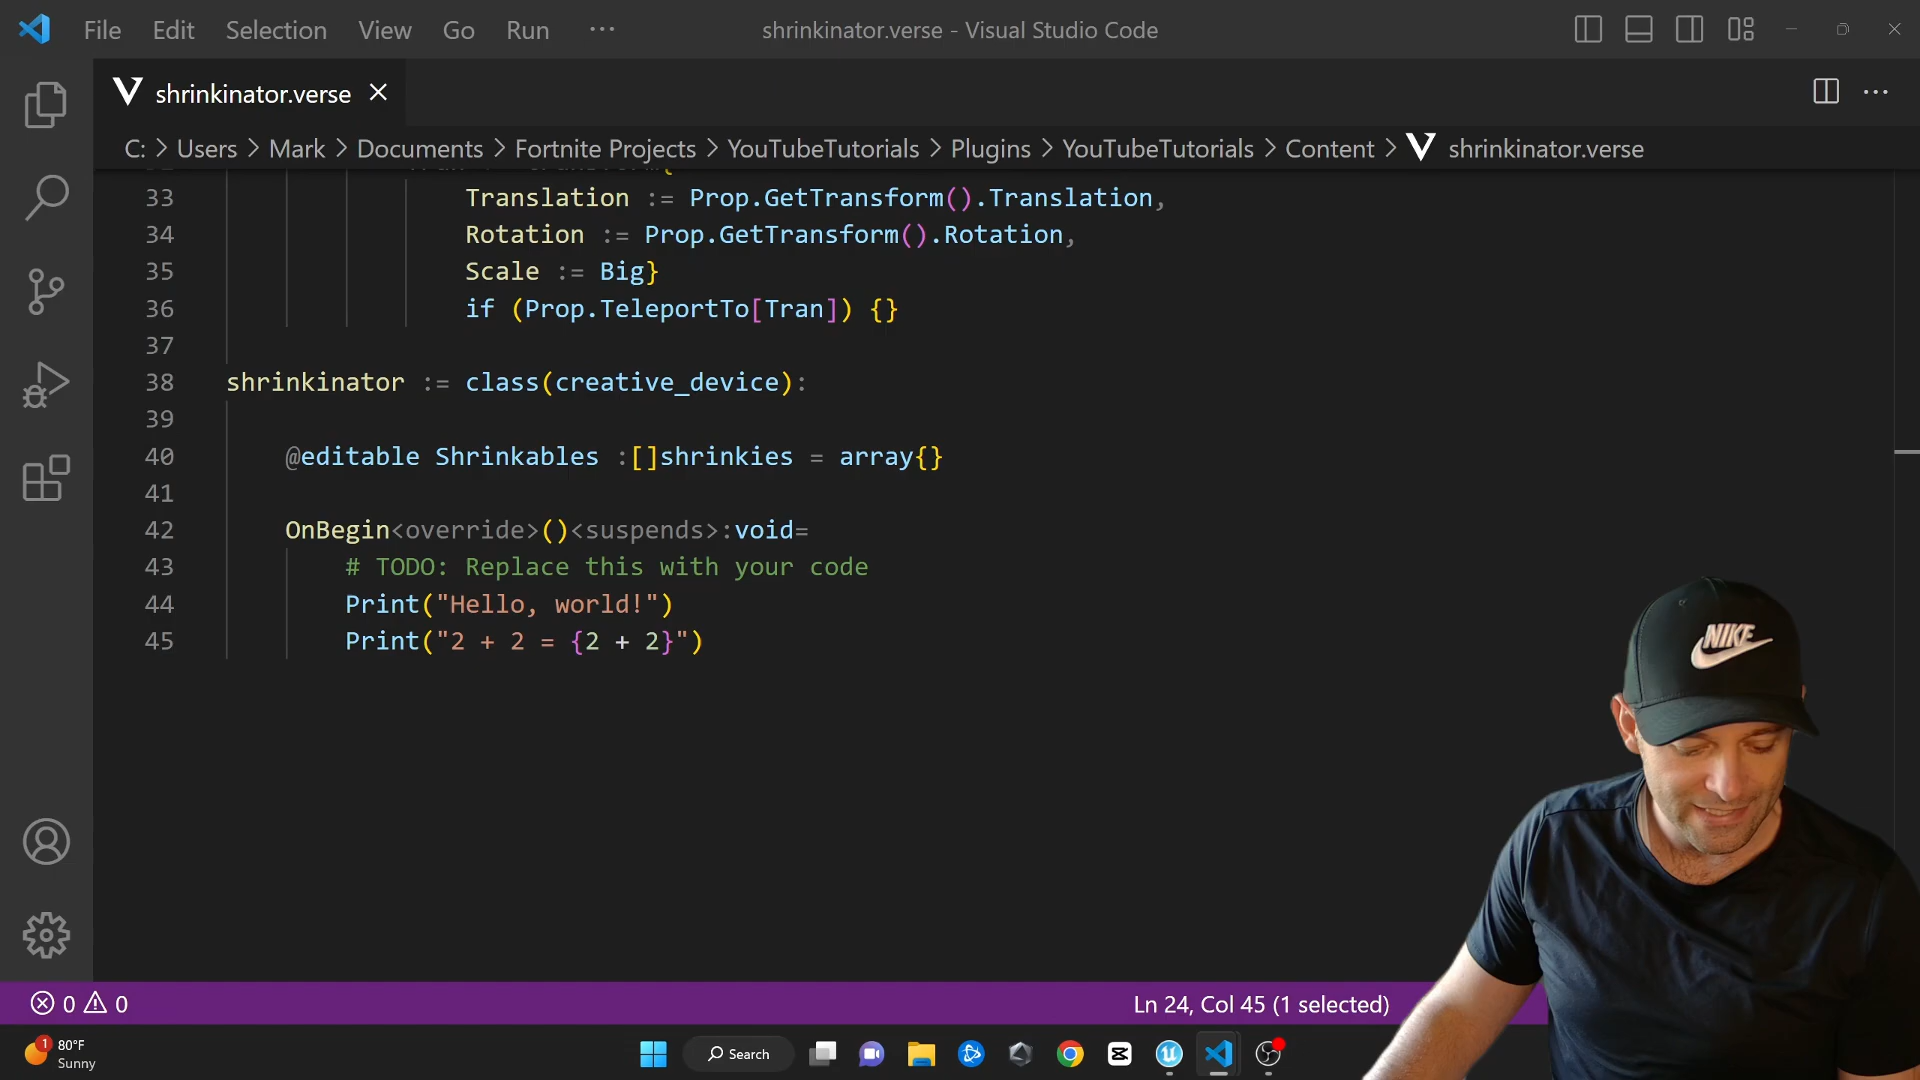 File Edit Selection View Go Run ···
shrinkinator.verse - Visual Studio Code
shrinkinator.verse
C: > Users > Mark > Documents > Fortnite Projects > YouTubeTutorials > Plugins > YouTubeTutorials > Content > shrinkinator.verse
33 Translation := Prop.GetTransform().Translation,
34 Rotation := Prop.GetTransform().Rotation,
35 Scale := Big}
36 if (Prop.TeleportTo[Tran]) {}
37
38 shrinkinator := class(creative_device):
39
40 @editable Shrinkables :[]shrinkies = array{}
41
42 OnBegin<override>()<suspends>:void=
43 # TODO: Replace this with your code
44 Print("Hello, world!")
45 Print("2 + 2 = {2 + 2}")
NIKE
0 0
Ln 24, Col 45 (1 selected)
1
80°F
Sunny
Search